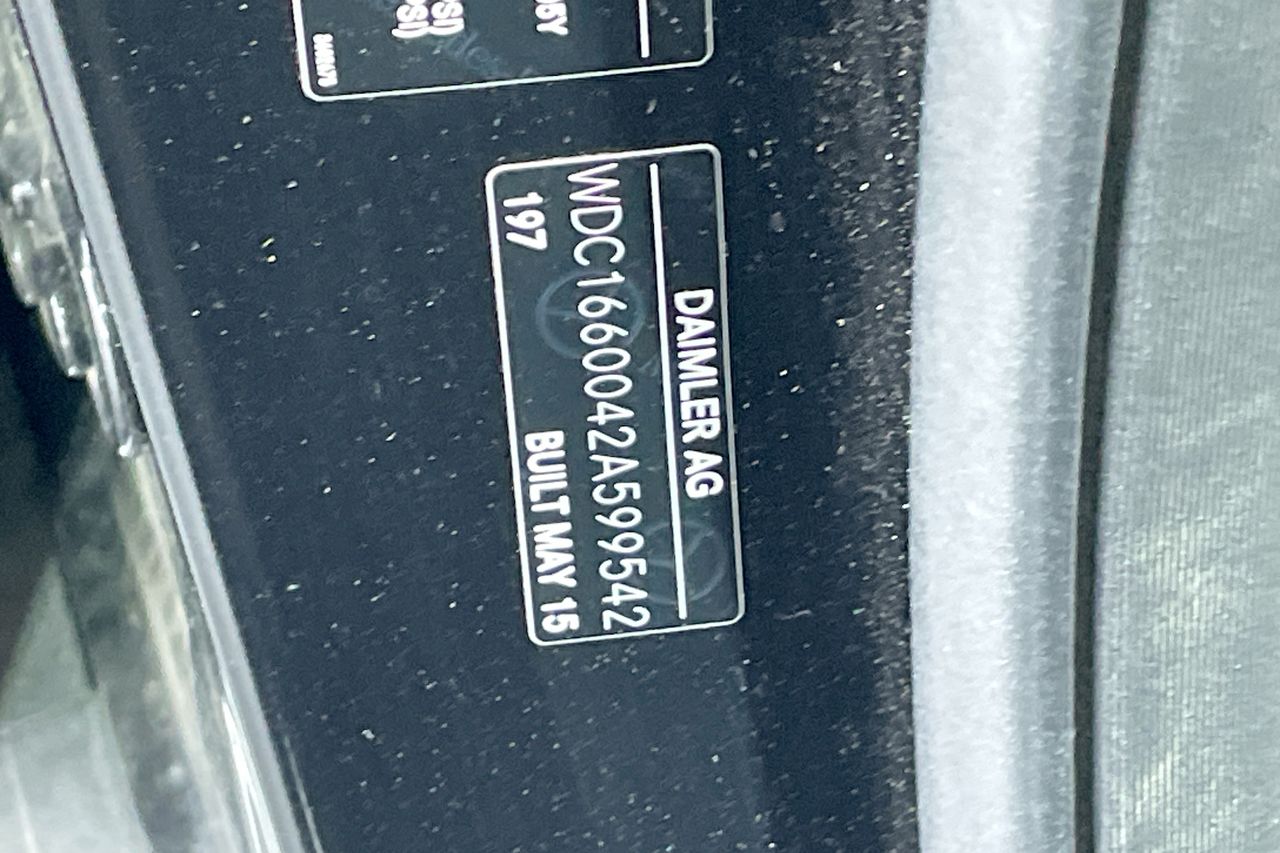 DAIMLER AG
WDC1660042A599542
197 BUILT MAY 15